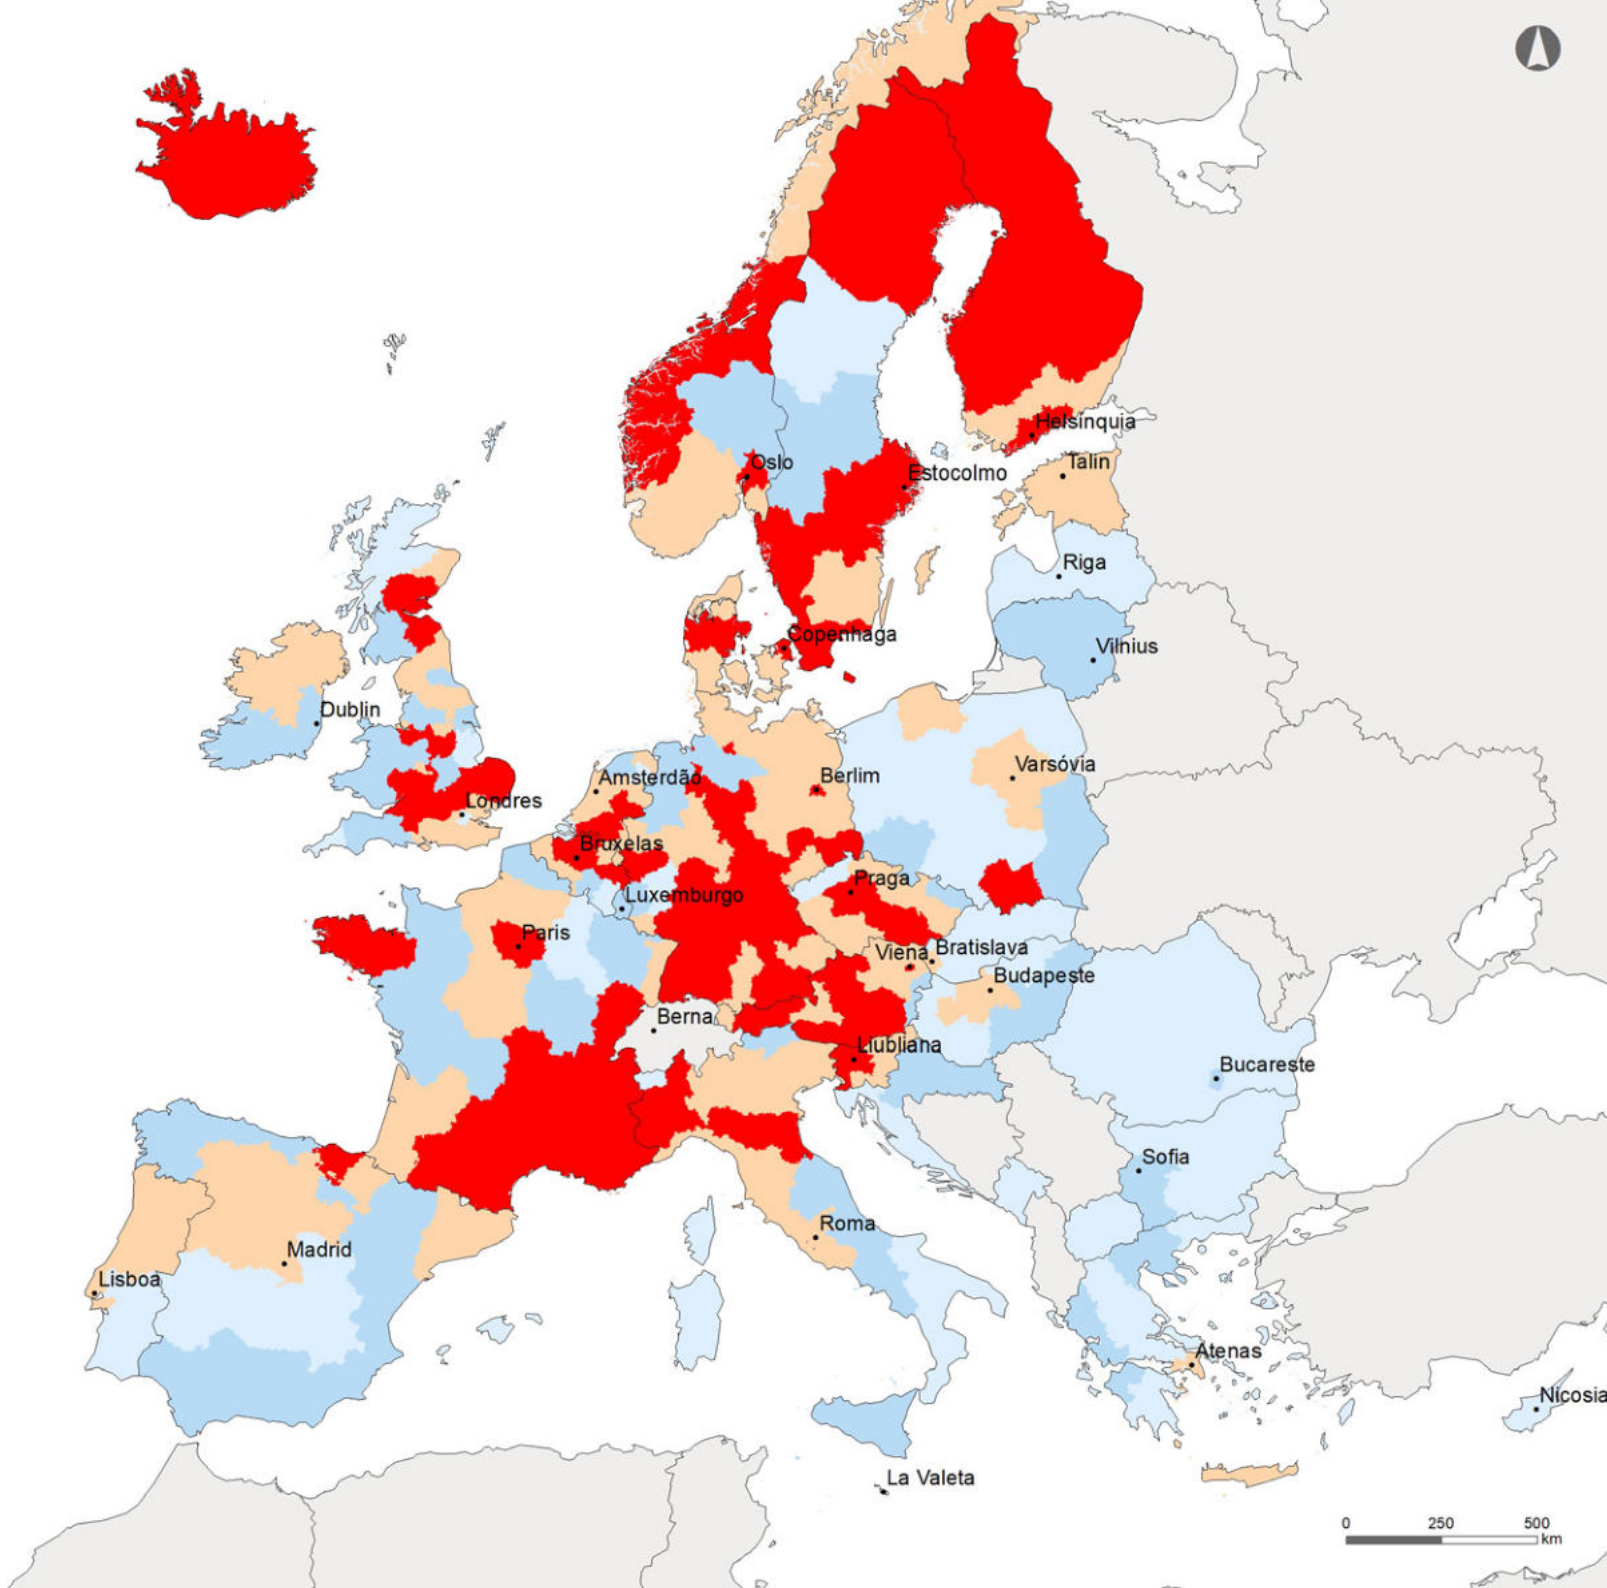 Helsínquia
Oslo
Talin
Estocolmo
Riga
Copenhaga
Vilnius
Dublin
Varsóvia
Amsterdão
Berlim
Londres
Bruxelas
Praga
Luxemburgo
Paris
Viena
Bratislava
Budapeste
Berna
Liubliana
Bucareste
Sofia
Roma
Madrid
Lisboa
Atenas
Nicosia
La Valeta
0 250 500
km